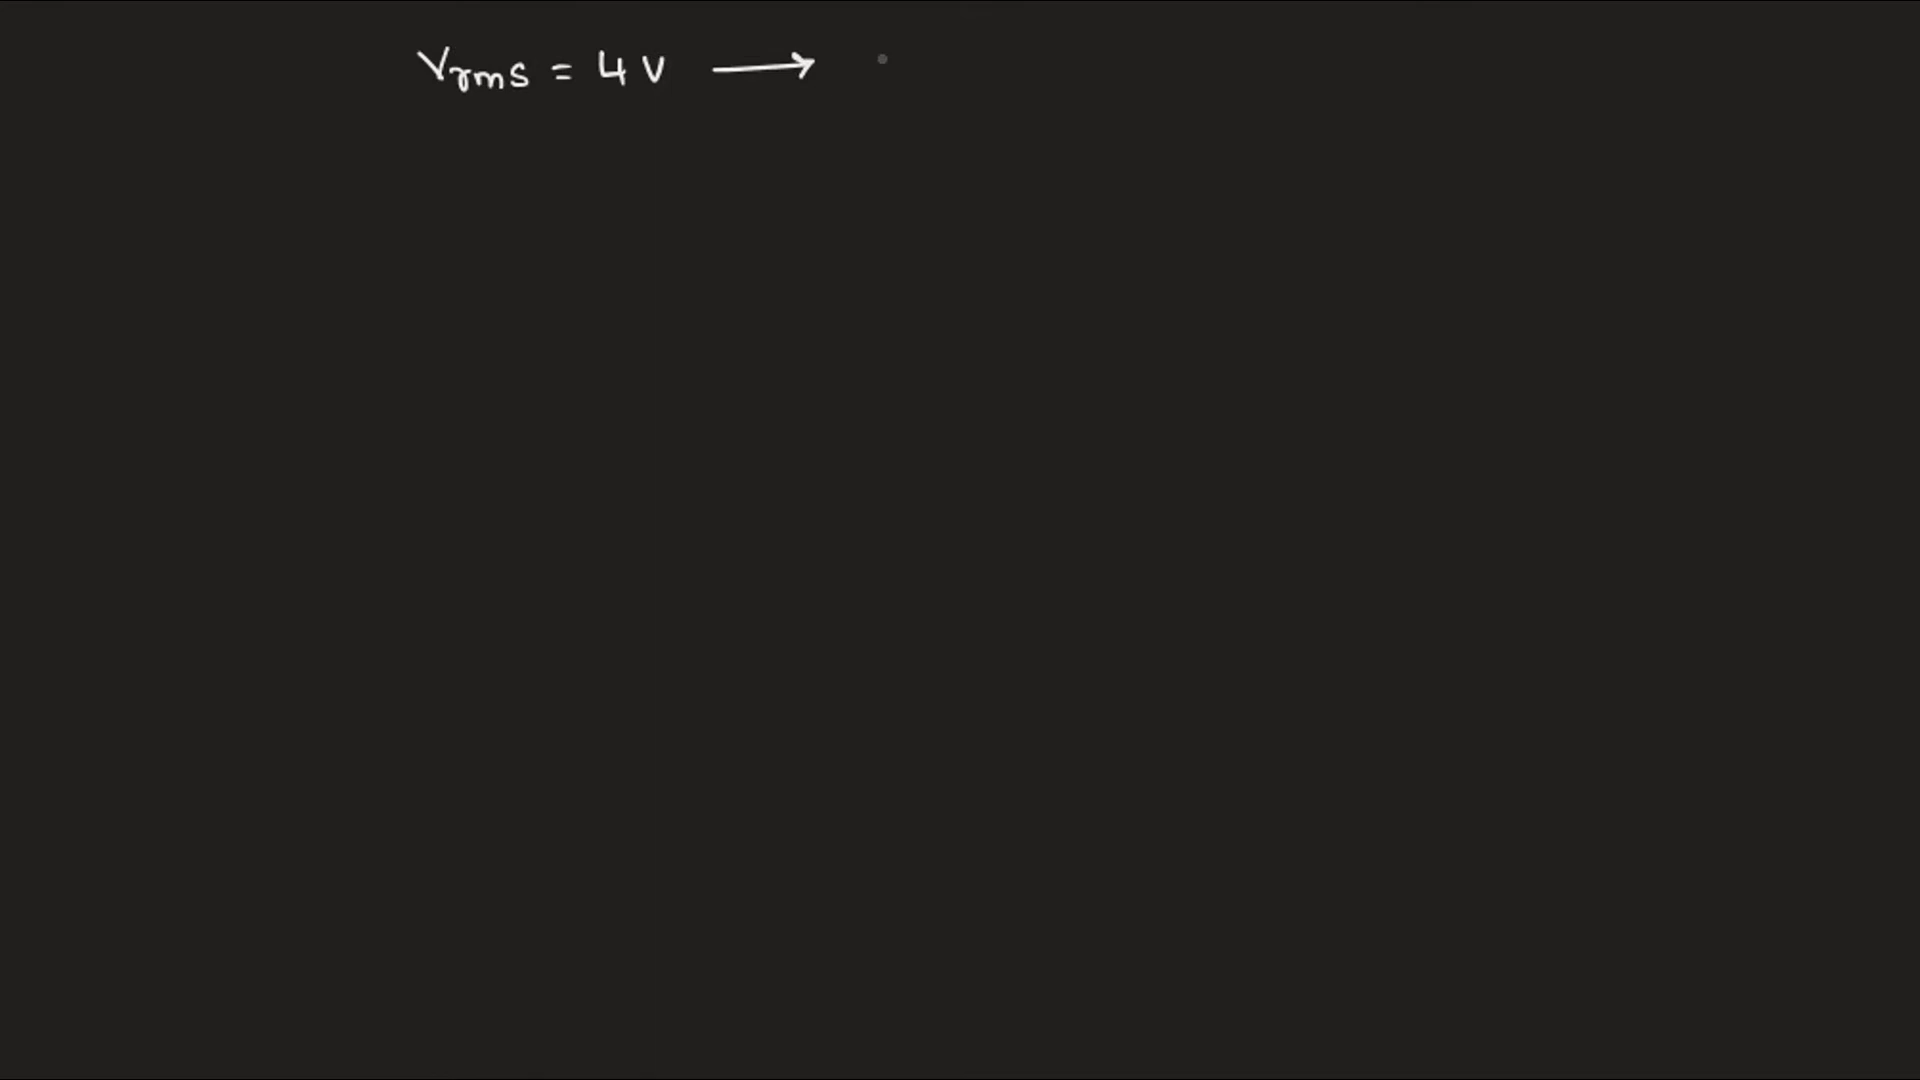 Vrms = 4 V ⟶